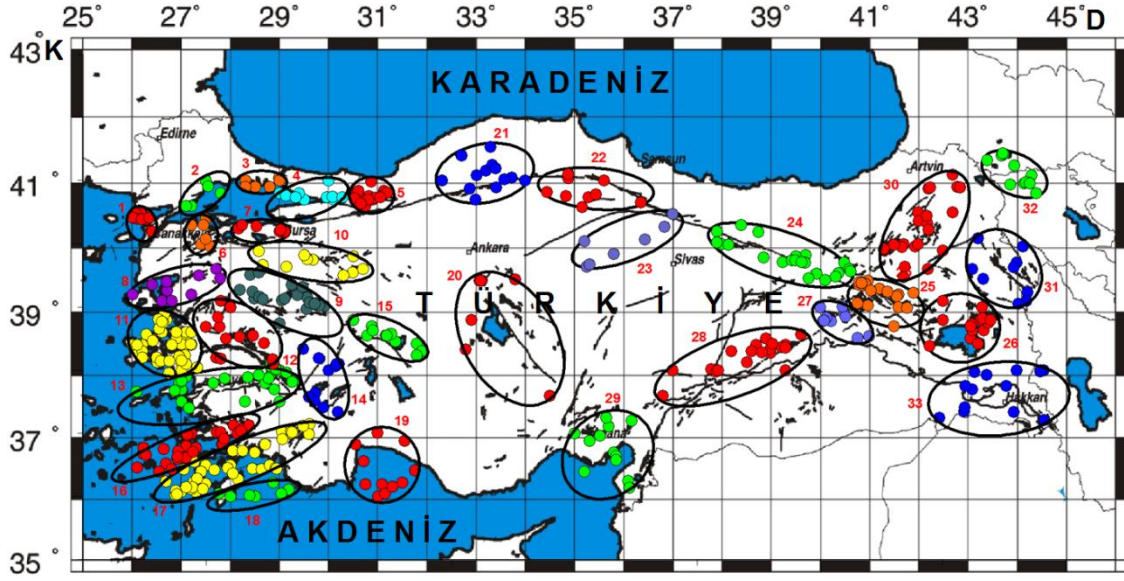 25° 27° 29° 31° 33° 35° 37° 39° 41° 43° 45° D
43° K
KARADENİZ
Edirne
21
2 3 4 5 22 Samsun Artvin
41°
30 32
1
7
Bursa
24
10 Ankara
6 23 Sivas
8 9 20 25 31
TÜRKİYE
39°
15 27
11 28 26
12
13 14 33 Hakkari
29
19
37°
16
17
18
AKDENİZ
35°